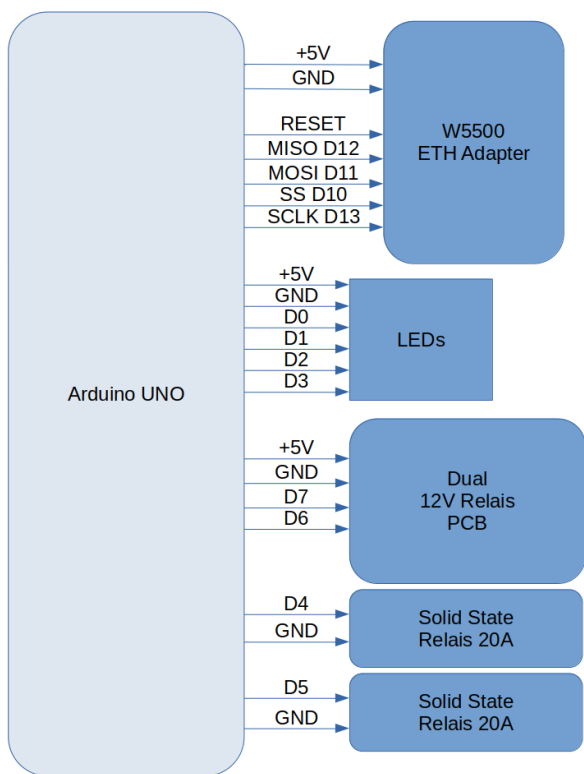 Arduino UNO
+5V
GND
RESET
MISO D12
MOSI D11
SS D10
SCLK D13
W5500
ETH Adapter
+5V
GND
D0
D1
D2
D3
LEDs
+5V
GND
D7
D6
Dual
12V Relais
PCB
D4
GND
Solid State
Relais 20A
D5
GND
Solid State
Relais 20A